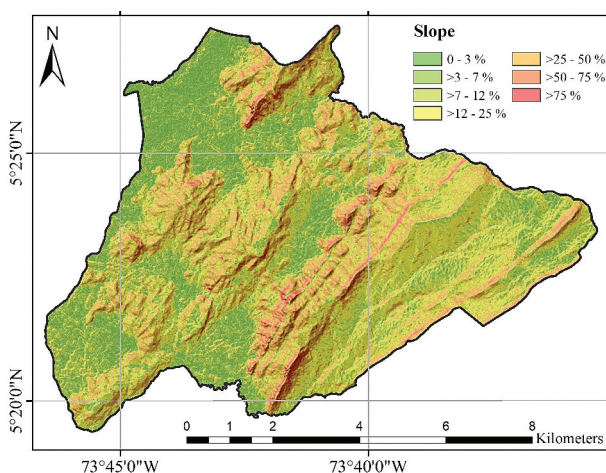 N
Slope
0 - 3 %
>3 - 7 %
>7 - 12 %
>12 - 25 %
>25 - 50 %
>50 - 75 %
>75 %
5°25'0"N
5°20'0"N
0 1 2 4 6 8
Kilometers
73°45'0"W 73°40'0"W